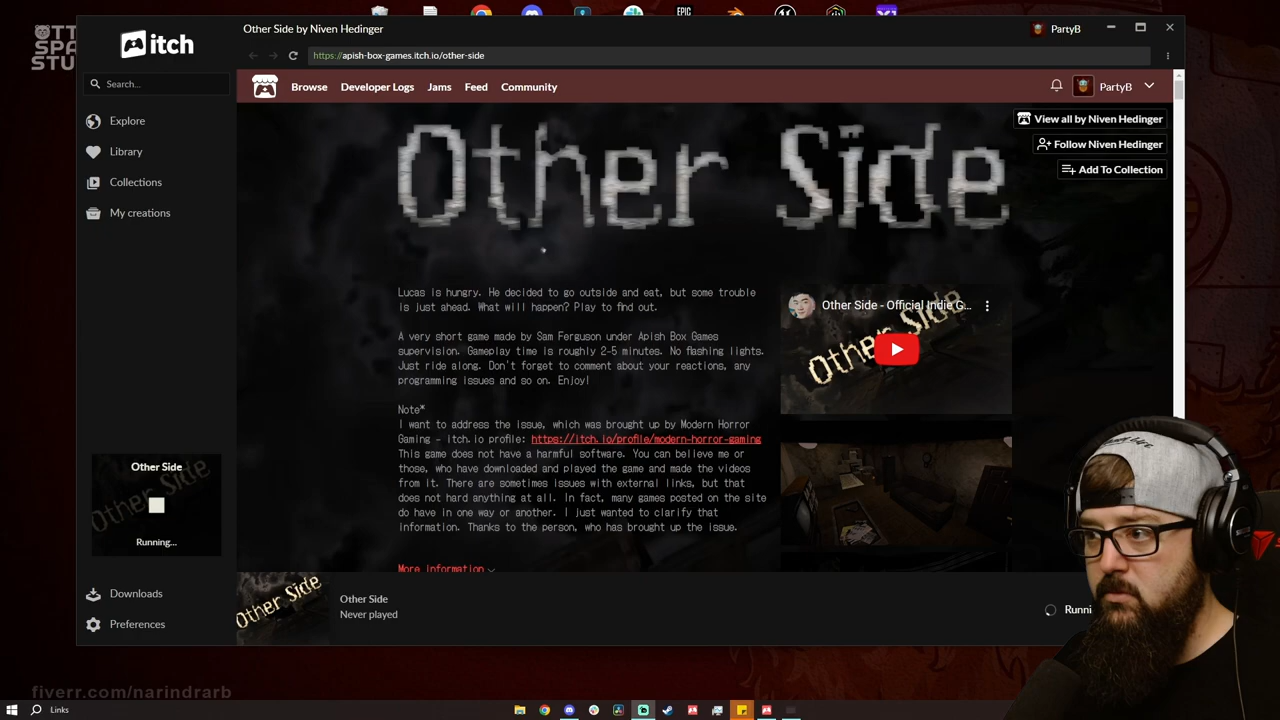 Other Side by Niven Hedinger
PartyB
itch
https://apish-box-games.itch.io/other-side
Search...
Explore
Library
Collections
My creations
Browse
Developer Logs
Jams
Feed
Community
PartyB
View all by Niven Hedinger
Follow Niven Hedinger
Add To Collection
Other Side
Lucas is hungry. He decided to go outside and eat, but some trouble
is just ahead. What will happen? Play to find out.
A very short game made by Sam Ferguson under Apish Box Games
supervision. Gameplay time is roughly 2-5 minutes. No flashing lights.
Just ride along. Don't forget to comment about your reactions, any
programming issues and so on. Enjoy!
Note*
I want to address the issue, which was brought up by Modern Horror
Gaming - itch.io profile: https://itch.io/profile/modern-horror-gaming
This game does not have a harmful software. You can believe me or
those, who have downloaded and played the game and made the videos
from it. There are sometimes issues with external links, but that
does not hard anything at all. In fact, many games posted on the site
do have in one way or another. I just wanted to clarify that
information. Thanks to the person, who has brought up the issue.
More information
Other Side - Official Indie G...
Other Side
Other Side
Running...
Downloads
Preferences
Other Side
Other Side
Never played
Runni
fiverr.com/narindrarb
Links
EPIC